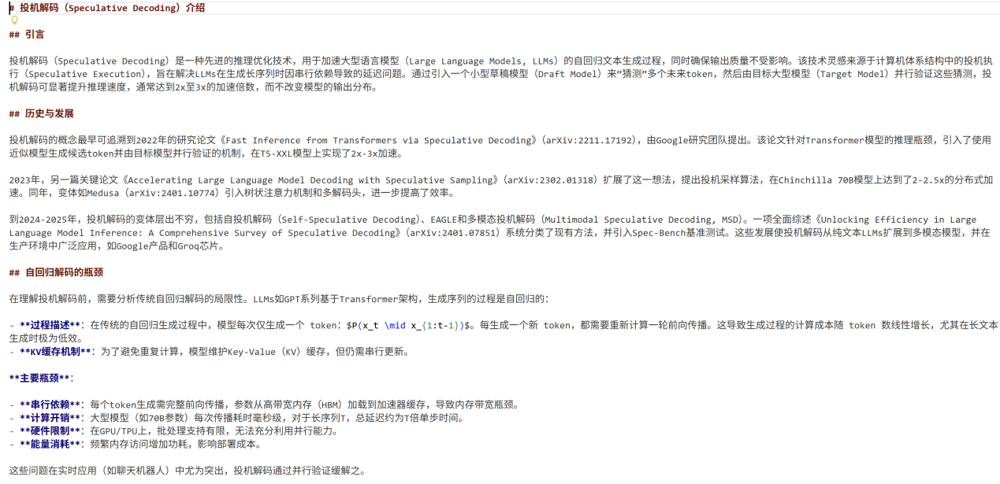 # 投机解码（Speculative Decoding）介绍
## 引言
投机解码（Speculative Decoding）是一种先进的推理优化技术，用于加速大型语言模型（Large Language Models, LLMs）的自回归文本生成过程，同时确保输出质量不受影响。该技术灵感来源于计算机体系结构中的投机执
行（Speculative Execution），旨在解决LLMs在生成长序列时因串行依赖导致的延迟问题。通过引入一个小型草稿模型（Draft Model）来“猜测”多个未来token，然后由目标大型模型（Target Model）并行验证这些猜测，投
机解码可显著提升推理速度，通常达到2x至3x的加速倍数，而不改变模型的输出分布。
## 历史与发展
投机解码的概念最早可追溯到2022年的研究论文《Fast Inference from Transformers via Speculative Decoding》（arXiv:2211.17192），由Google研究团队提出。该论文针对Transformer模型的推理瓶颈，引入了使用
近似模型生成候选token并由目标模型并行验证的机制，在T5-XXL模型上实现了2x-3x加速。
2023年，另一篇关键论文《Accelerating Large Language Model Decoding with Speculative Sampling》（arXiv:2302.01318）扩展了这一想法，提出投机采样算法，在Chinchilla 70B模型上达到了2-2.5x的分布式加
速。同年，变体如Medusa（arXiv:2401.10774）引入树状注意力机制和多解码头，进一步提高了效率。
到2024-2025年，投机解码的变体层出不穷，包括自投机解码（Self-Speculative Decoding）、EAGLE和多模态投机解码（Multimodal Speculative Decoding, MSD）。一项全面综述《Unlocking Efficiency in Large
Language Model Inference: A Comprehensive Survey of Speculative Decoding》（arXiv:2401.07851）系统分类了现有方法，并引入Spec-Bench基准测试。这些发展使投机解码从纯文本LLMs扩展到多模态模型，并在
生产环境中广泛应用，如Google产品和Groq芯片。
## 自回归解码的瓶颈
在理解投机解码前，需要分析传统自回归解码的局限性。LLMs如GPT系列基于Transformer架构，生成序列的过程是自回归的：
- **过程描述**：在传统的自回归生成过程中，模型每次仅生成一个 token：$P(x_t \mid x_{1:t-1})$。每生成一个新 token，都需要重新计算一轮前向传播。这导致生成过程的计算成本随 token 数线性增长，尤其在长文本
生成时极为低效。
- **KV缓存机制**：为了避免重复计算，模型维护Key-Value（KV）缓存，但仍需串行更新。
**主要瓶颈**：
- **串行依赖**：每个token生成需完整前向传播，参数从高带宽内存（HBM）加载到加速器缓存，导致内存带宽瓶颈。
- **计算开销**：大型模型（如70B参数）每次传播耗时毫秒级，对于长序列T，总延迟约为T倍单步时间。
- **硬件限制**：在GPU/TPU上，批处理支持有限，无法充分利用并行能力。
- **能量消耗**：频繁内存访问增加功耗，影响部署成本。
这些问题在实时应用（如聊天机器人）中尤为突出，投机解码通过并行验证缓解之。